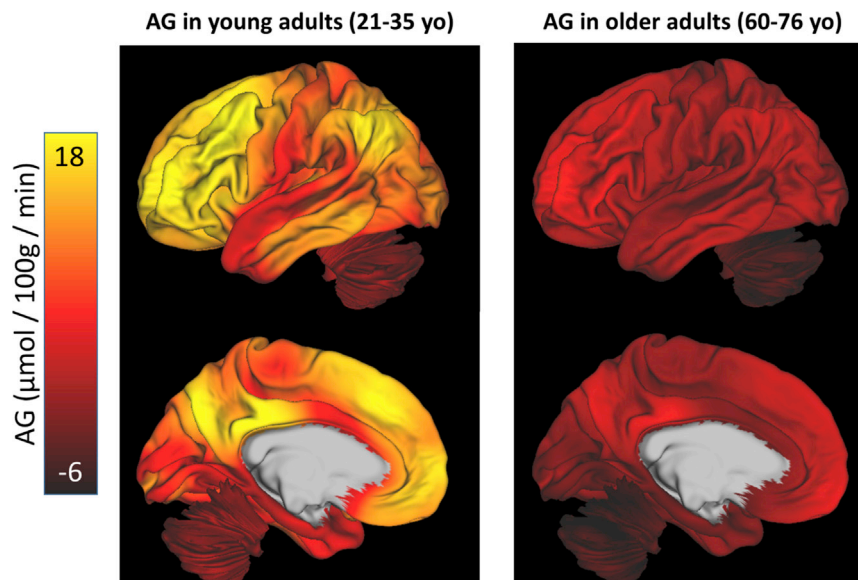 AG in young adults (21-35 yo)
AG in older adults (60-76 yo)
18
AG (µmol / 100g / min)
-6